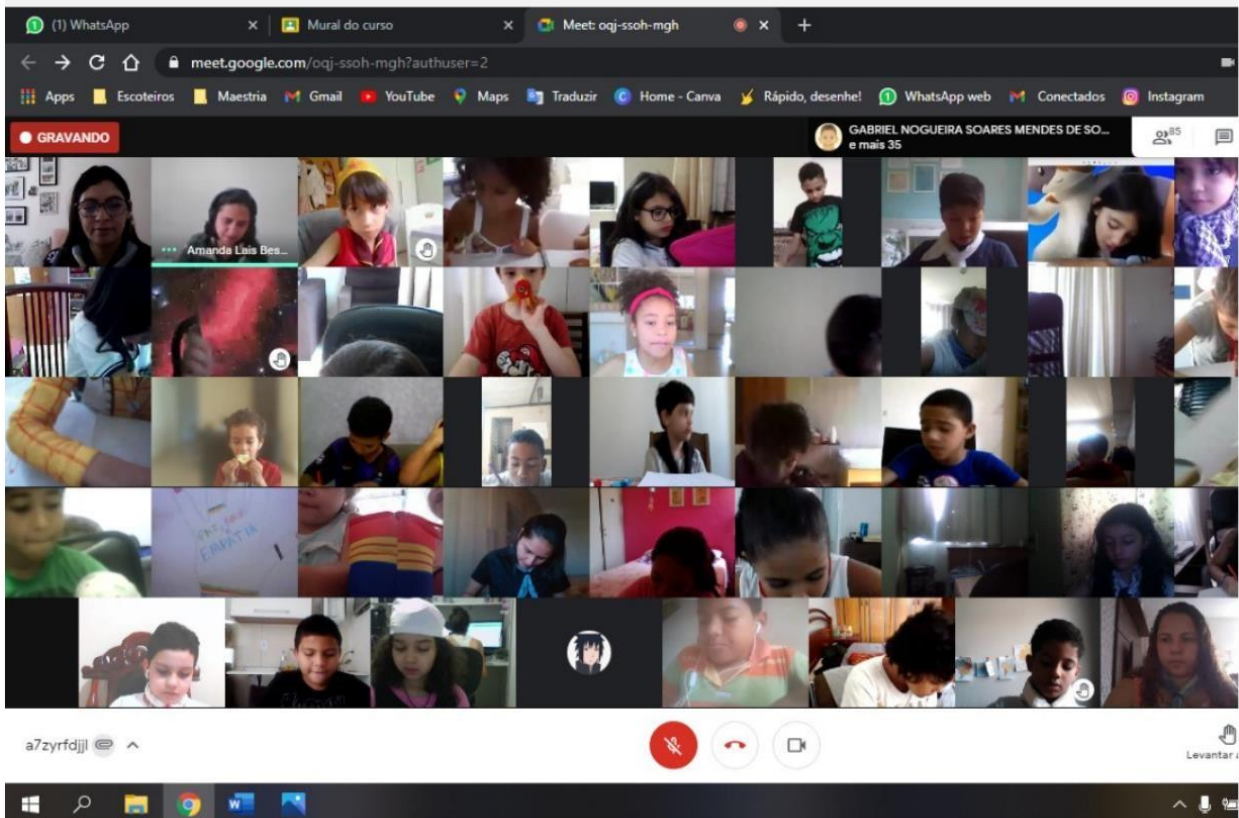 (1) WhatsApp
Mural do curso
Meet: oqj-ssoh-mgh
meet.google.com/oqj-ssoh-mgh?authuser=2
Apps Escoteiros Maestria Gmail YouTube Maps Traduzir Home - Canva Rápido, desenhe! WhatsApp web Conectados Instagram
GRAVANDO
GABRIEL NOGUEIRA SOARES MENDES DE SO...
e mais 35
85
Amanda Lais Bes...
EMPATIA
a7zyrfdjjl
Levantar